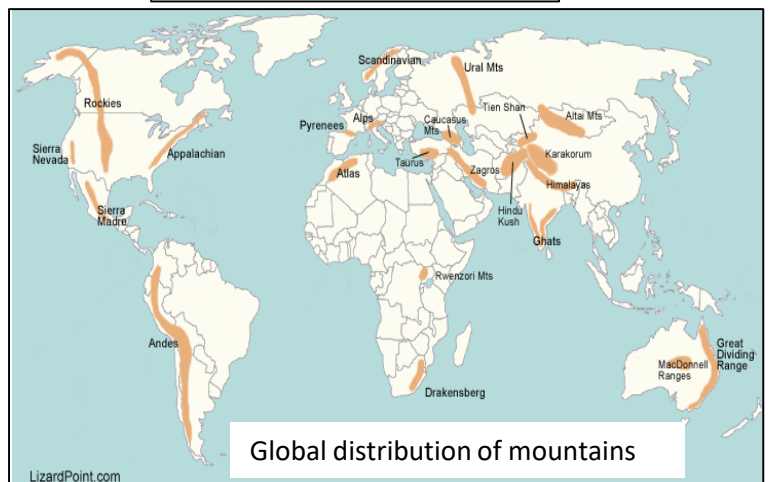 Scandinavian
Ural Mts
Rockies
Tien Shan
Altai Mts
Alps
Caucasus
Mts
Pyrenees
Sierra
Nevada
Appalachian
Karakorum
Taurus
Zagros
Atlas
Himalayas
Sierra
Madre
Hindu
Kush
Ghats
Rwenzori Mts
Andes
Great
Dividing
Range
MacDonnell
Ranges
Drakensberg
Global distribution of mountains
LizardPoint.com